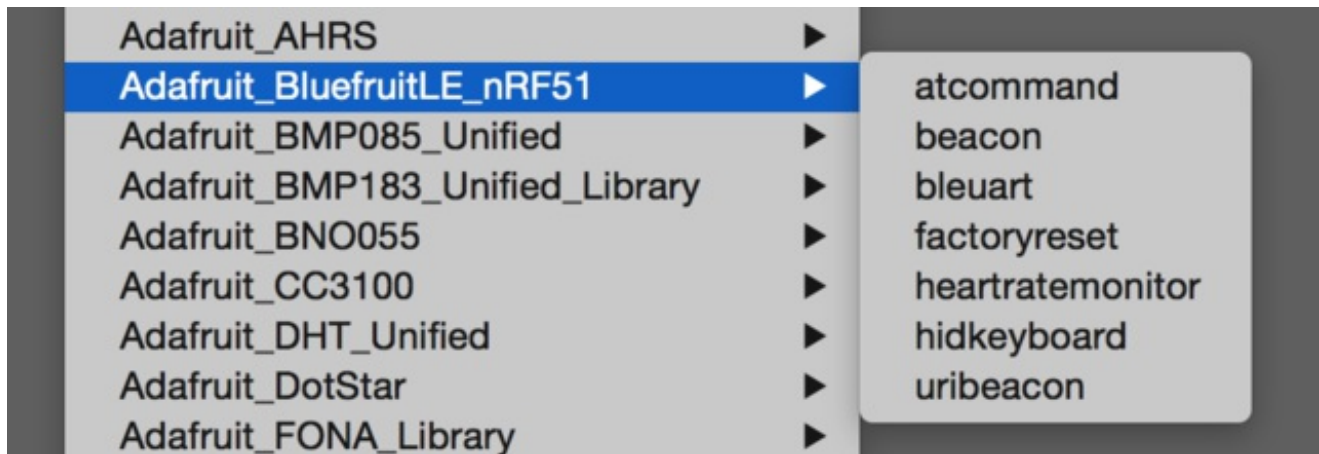 Adafruit_AHRS
Adafruit_BluefruitLE_nRF51
Adafruit_BMP085_Unified
Adafruit_BMP183_Unified_Library
Adafruit_BNO055
Adafruit_CC3100
Adafruit_DHT_Unified
Adafruit_DotStar
Adafruit_FONA_Library
atcommand
beacon
bleuart
factoryreset
heartratemonitor
hidkeyboard
uribeacon